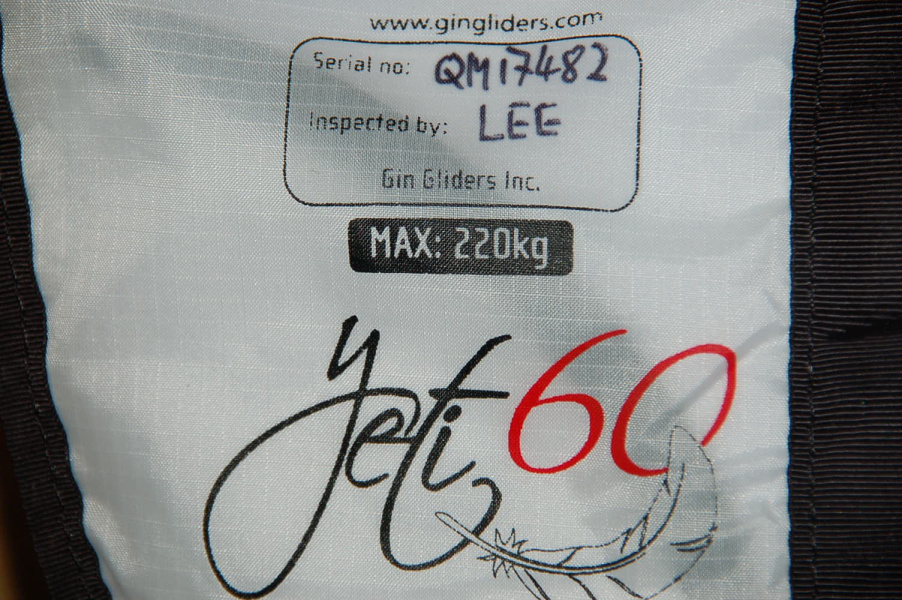 www.gingliders.com
Serial no: QM17482
Inspected by: LEE
Gin Gliders Inc.
MAX: 220kg
yeti 60